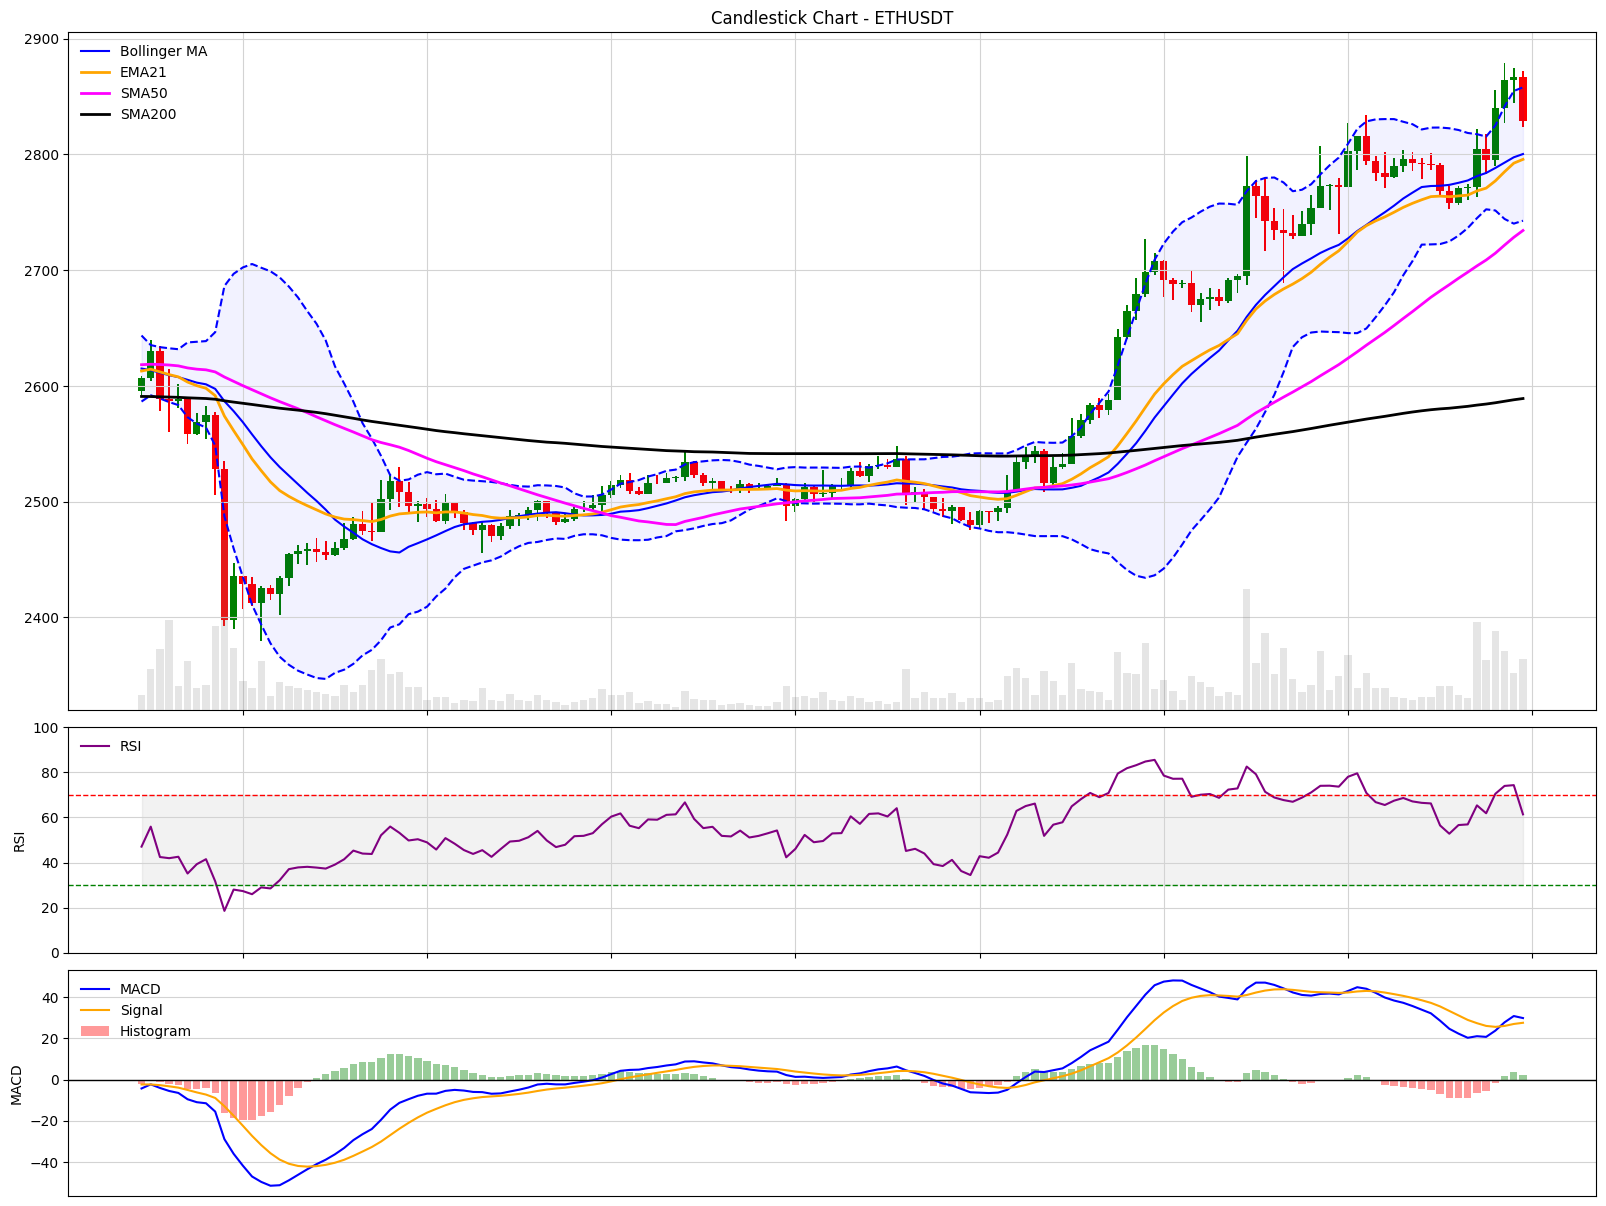 Candlestick Chart - ETHUSDT
2900
2800
2700
2600
2500
2400
Bollinger MA
EMA21
SMA50
SMA200
100
80
60
40
20
0
RSI
RSI
40
20
0
−20
−40
MACD
MACD
Signal
Histogram